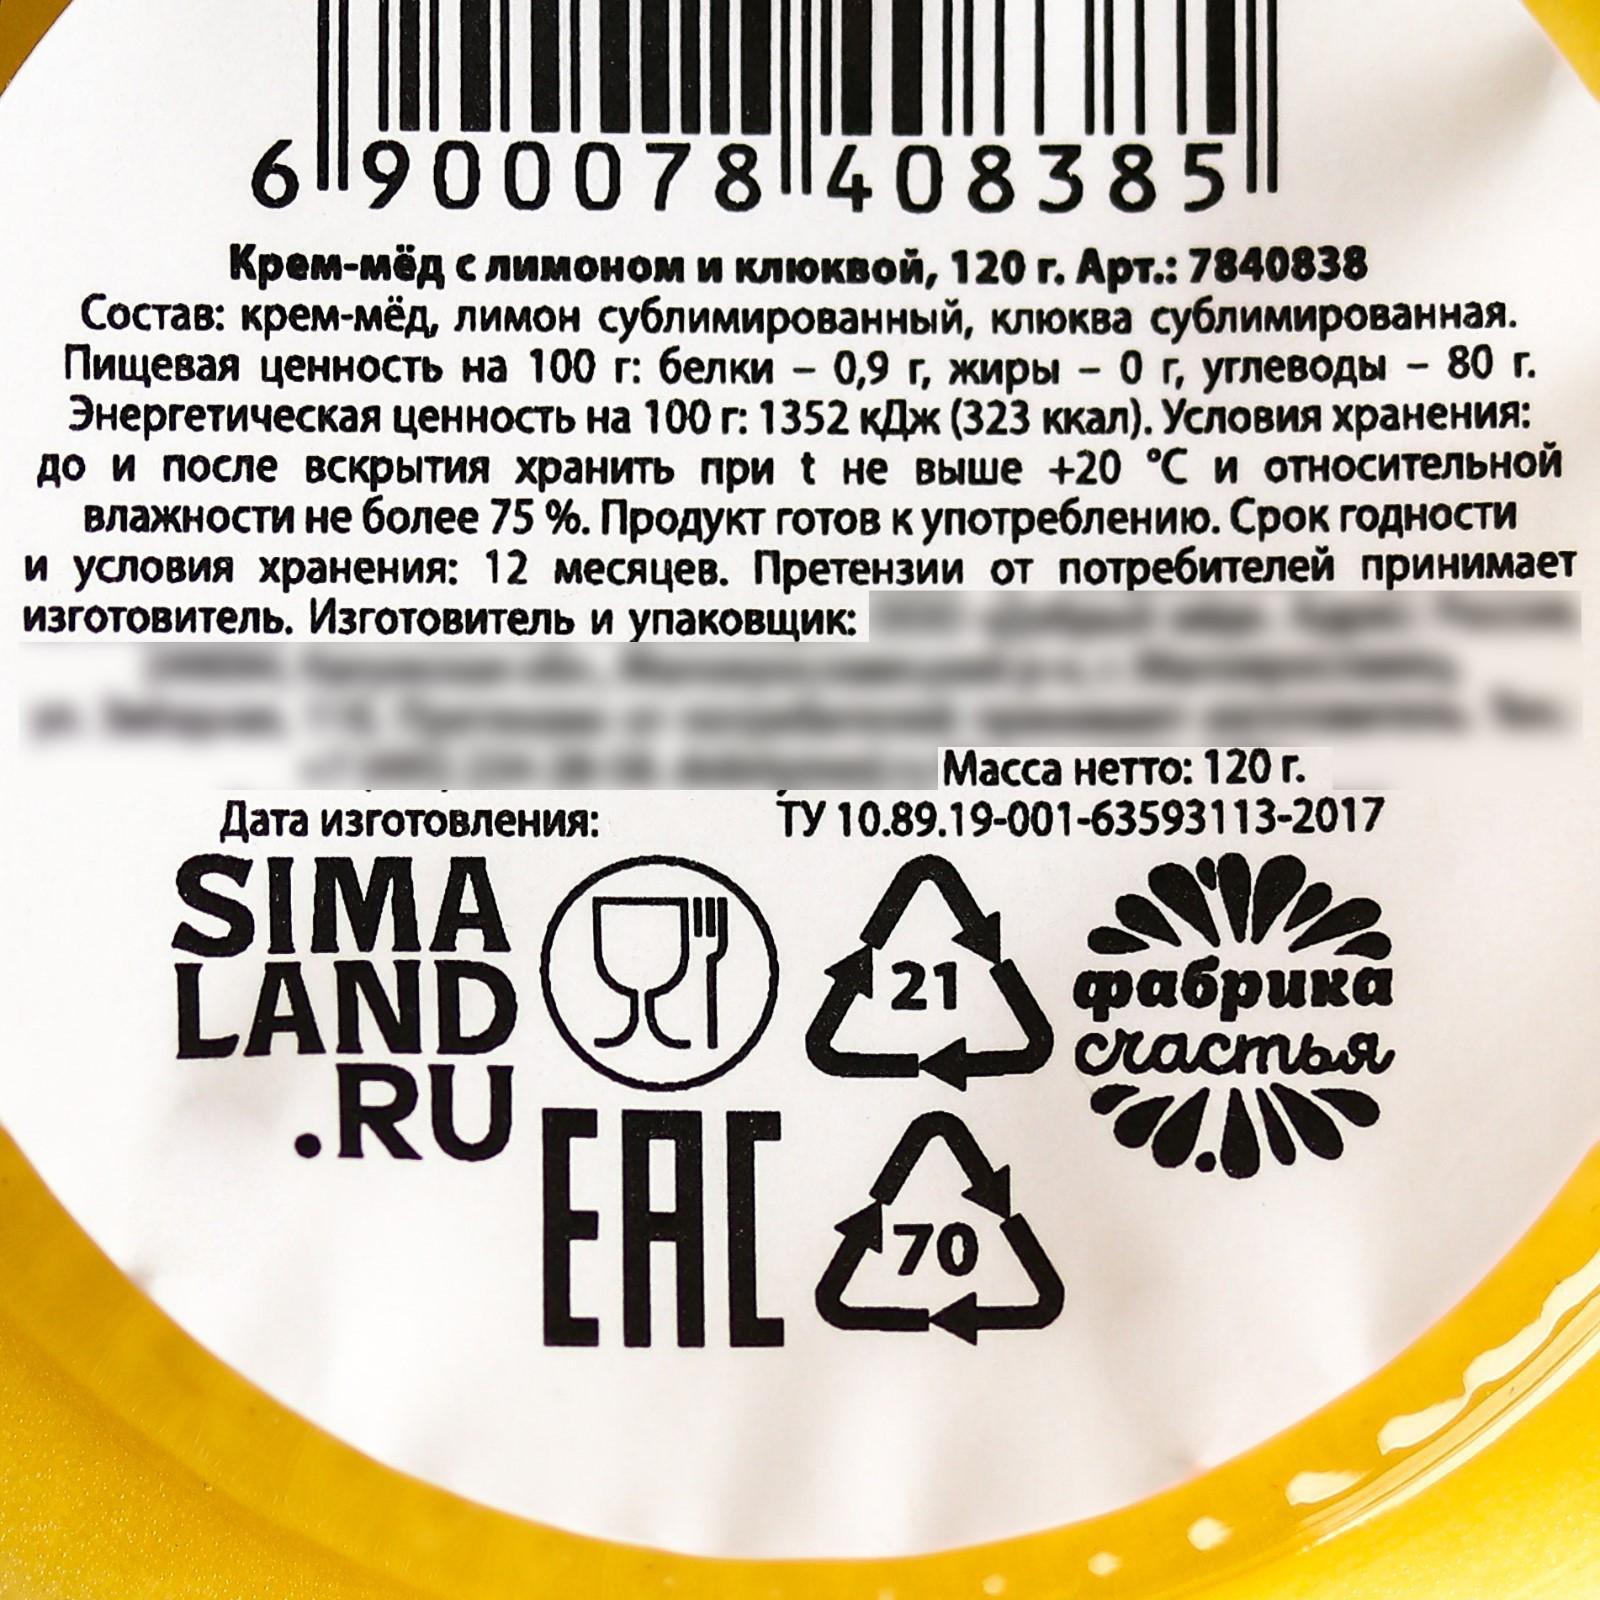 6 900078 408385
Крем-мёд с лимоном и клюквой, 120 г. Арт.: 7840838
Состав: крем-мёд, лимон сублимированный, клюква сублимированная.
Пищевая ценность на 100 г: белки – 0,9 г, жиры – 0 г, углеводы – 80 г.
Энергетическая ценность на 100 г: 1352 кДж (323 ккал). Условия хранения:
до и после вскрытия хранить при t не выше +20 °С и относительной
влажности не более 75 %. Продукт готов к употреблению. Срок годности
и условия хранения: 12 месяцев. Претензии от потребителей принимает
изготовитель. Изготовитель и упаковщик:
Масса нетто: 120 г.
Дата изготовления: ТУ 10.89.19-001-63593113-2017
SIMA
LAND
.RU
21
фабрика
счастья
EAC
70